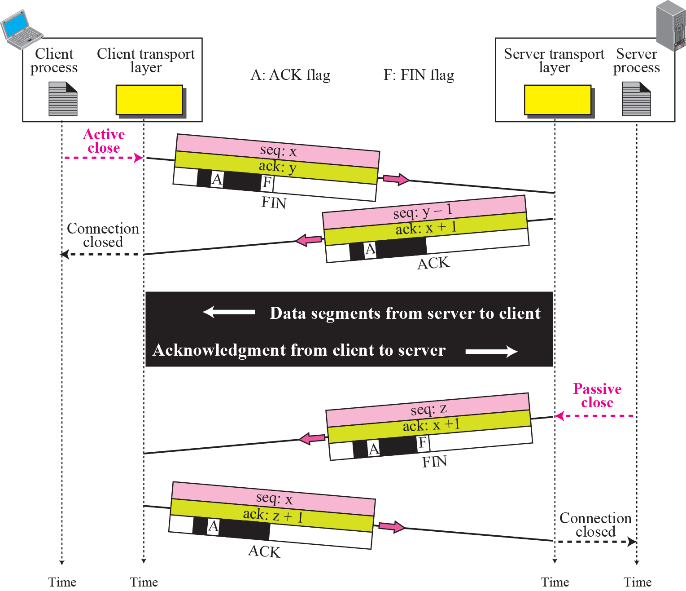 Client process
Client transport layer
A: ACK flag
F: FIN flag
Server transport layer
Server process
Active close
seq: x
ack: y
A
F
FIN
seq: y – 1
ack: x + 1
A
ACK
Connection closed
Data segments from server to client
Acknowledgment from client to server
Passive close
seq: z
ack: x +1
A
F
FIN
seq: x
ack: z + 1
A
ACK
Connection closed
Time
Time
Time
Time